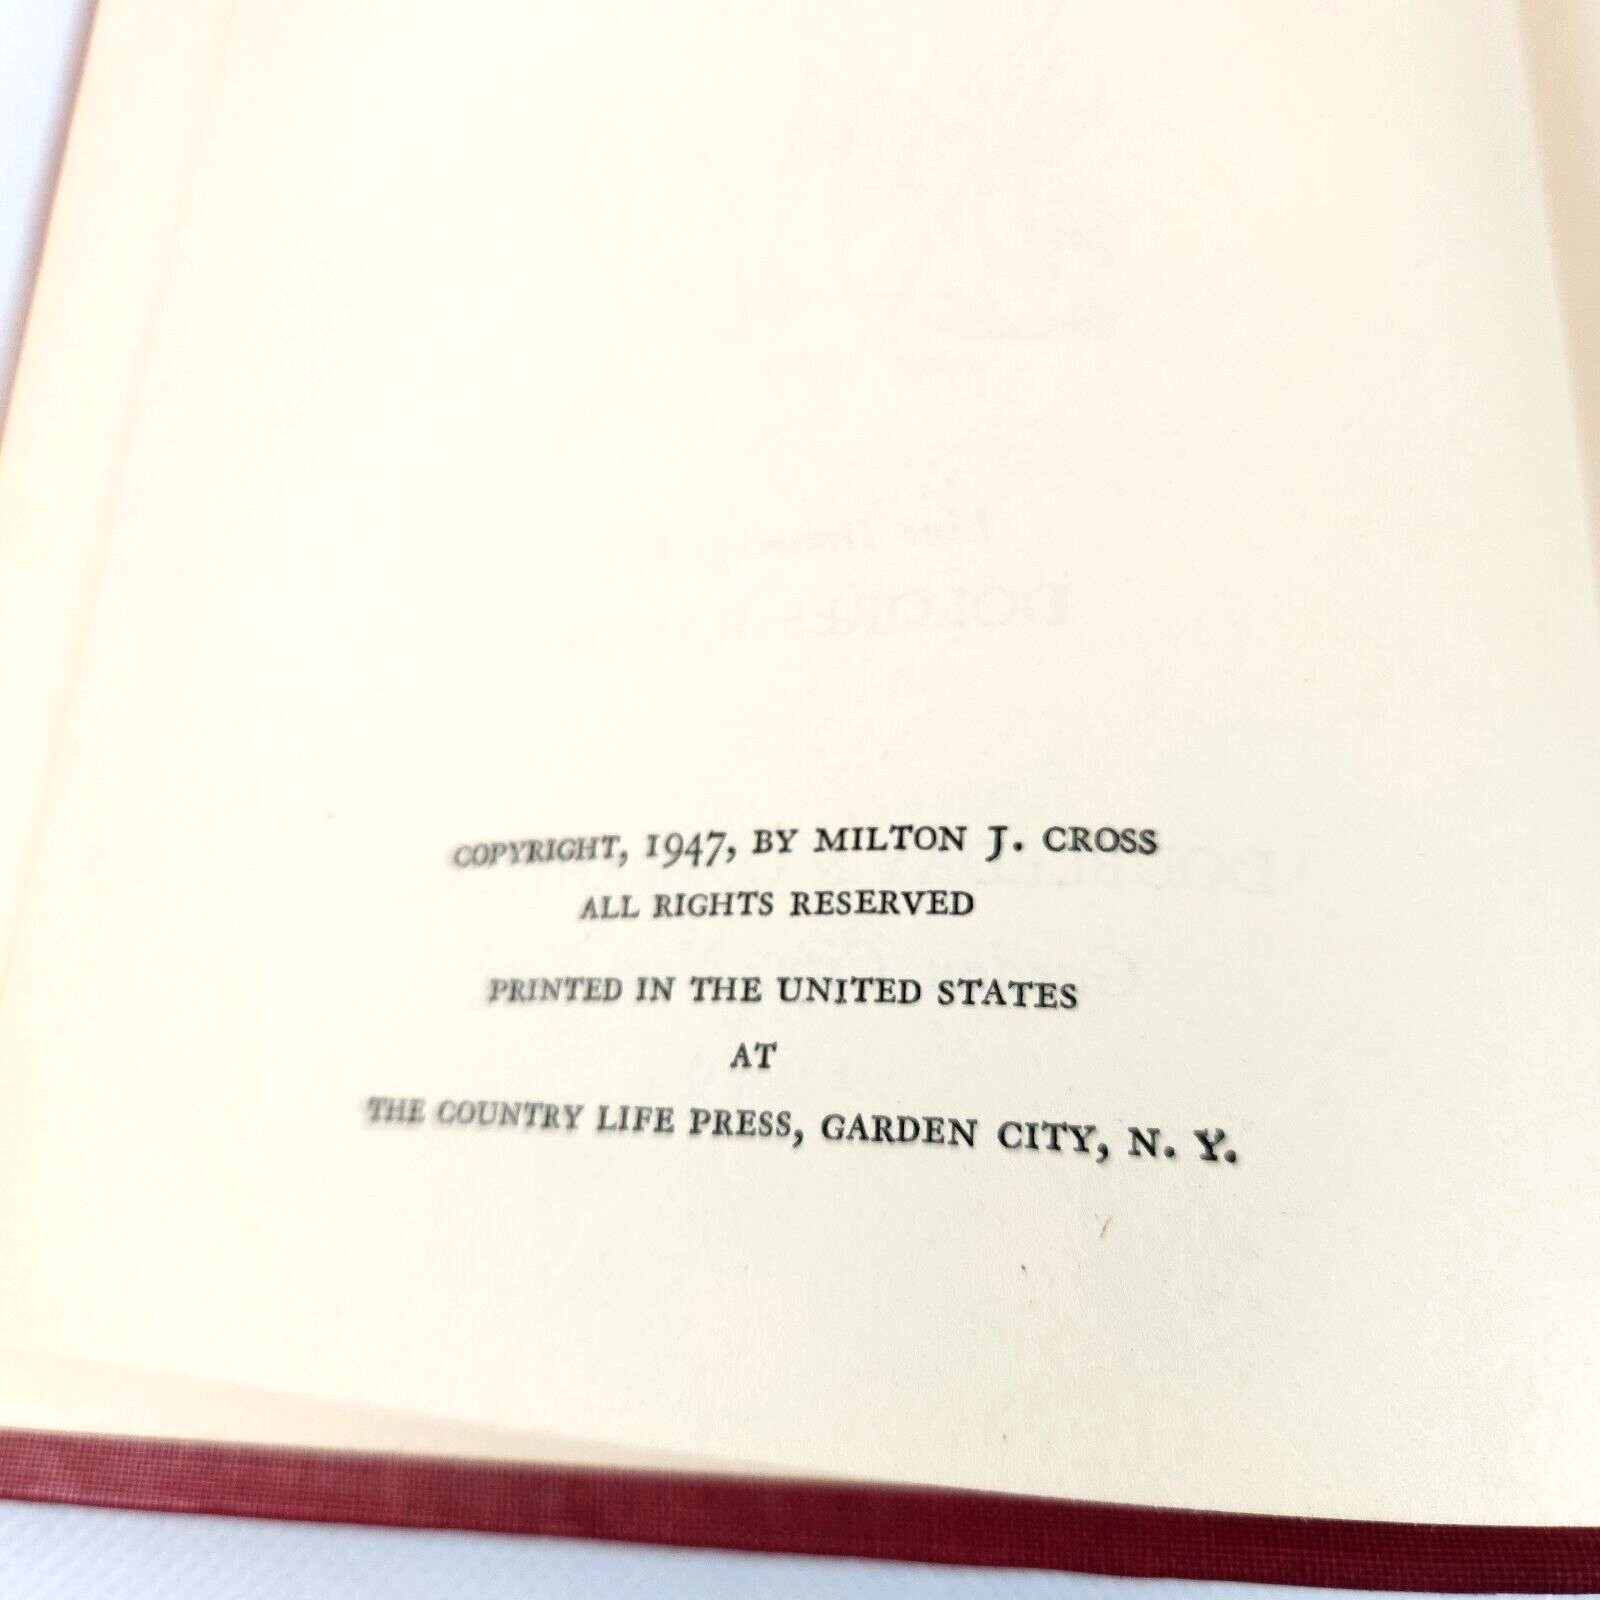 COPYRIGHT, 1947, BY MILTON J. CROSS
ALL RIGHTS RESERVED
PRINTED IN THE UNITED STATES
AT
THE COUNTRY LIFE PRESS, GARDEN CITY, N. Y.